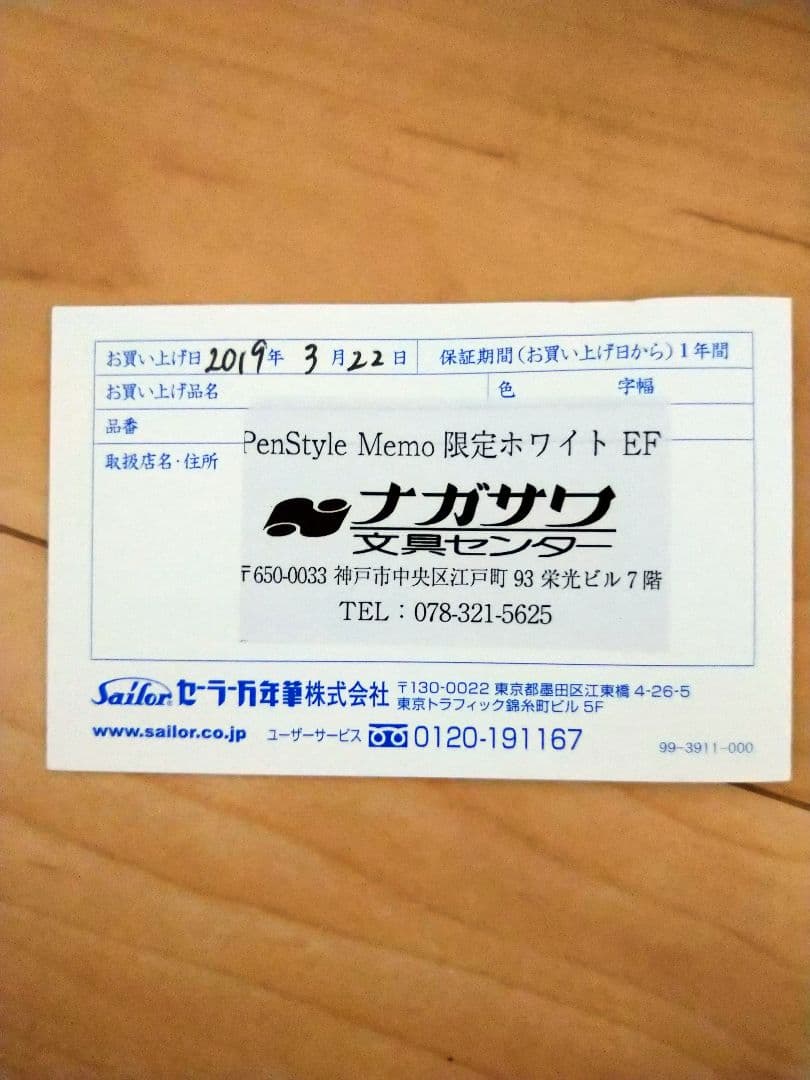 お買い上げ日 2019年 3月22日 保証期間(お買い上げ日から)1年間
お買い上げ品名 色 字幅
品番
PenStyle Memo 限定ホワイト EF
取扱店名・住所
ナガサワ
文具センター
〒650-0033 神戸市中央区江戸町 93 栄光ビル 7 階
TEL：078-321-5625
Sailor セーラー万年筆株式会社 〒130-0022 東京都墨田区江東橋 4-26-5
東京トラフィック錦糸町ビル 5F
www.sailor.co.jp ユーザーサービス 0120-191167
99-3911-000